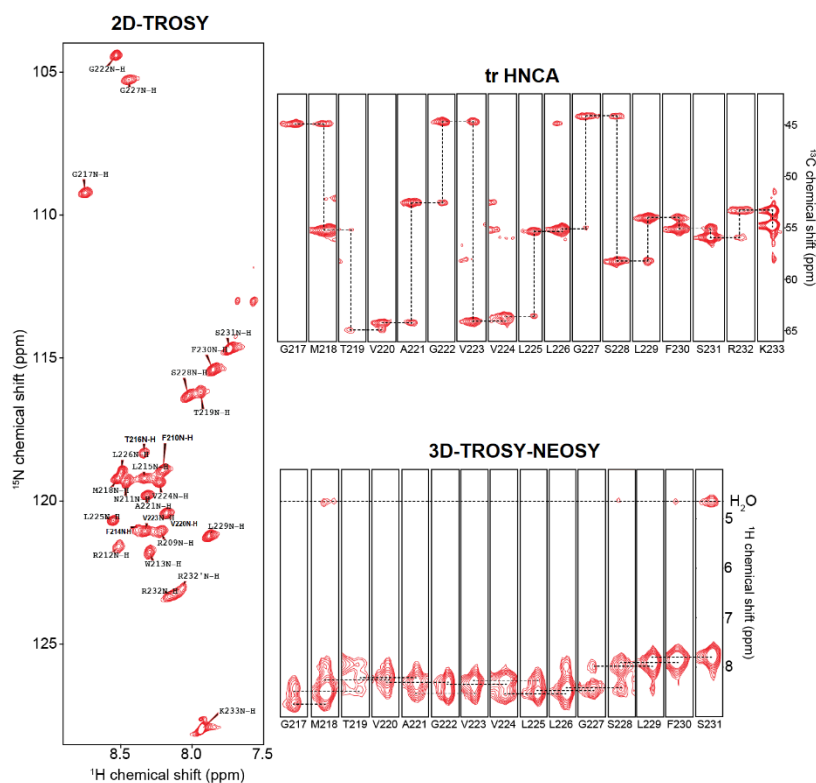 2D-TROSY
105
110
115
120
125
15N chemical shift (ppm)
G222N-H
G227N-H
G217N-H
S231N-H
F230N-H
S228N-H
T219N-H
T216N-H
F210N-H
L226N-H
L215N-H
M218N-H
N211N-H
V224N-H
A221N-H
L225N-H
V223N-H
V220N-H
L229N-H
F214NH
R209N-H
R212N-H
W213N-H
R232'N-H
R232N-H
K233N-H
8.5
8.0
7.5
1H chemical shift (ppm)
tr HNCA
45
50
55
60
65
13C chemical shift (ppm)
G217 M218 T219 V220 A221 G222 V223 V224 L225 L226 G227 S228 L229 F230 S231 R232 K233
3D-TROSY-NEOSY
H2O
5
6
7
8
1H chemical shift (ppm)
G217 M218 T219 V220 A221 G222 V223 V224 L225 L226 G227 S228 L229 F230 S231